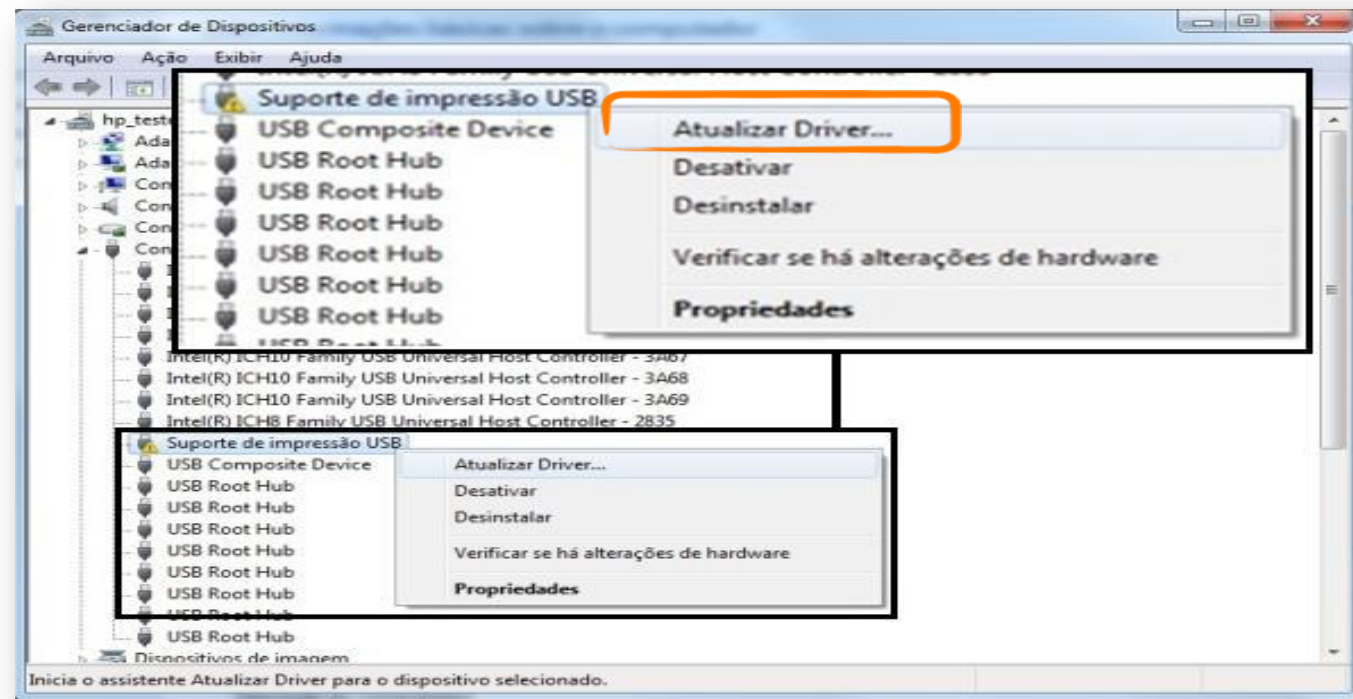 Gerenciador de Dispositivos
Arquivo Ação Exibir Ajuda
Suporte de impressão USB
USB Composite Device
USB Root Hub
USB Root Hub
USB Root Hub
USB Root Hub
USB Root Hub
USB Root Hub
Atualizar Driver...
Desativar
Desinstalar
Verificar se há alterações de hardware
Propriedades
Intel(R) ICH10 Family USB Universal Host Controller - 3A67
Intel(R) ICH10 Family USB Universal Host Controller - 3A68
Intel(R) ICH10 Family USB Universal Host Controller - 3A69
Intel(R) ICH8 Family USB Universal Host Controller - 2835
Suporte de impressão USB
USB Composite Device
USB Root Hub
USB Root Hub
USB Root Hub
USB Root Hub
USB Root Hub
USB Root Hub
USB Root Hub
USB Root Hub
Atualizar Driver...
Desativar
Desinstalar
Verificar se há alterações de hardware
Propriedades
Dispositivos de imagem
Inicia o assistente Atualizar Driver para o dispositivo selecionado.